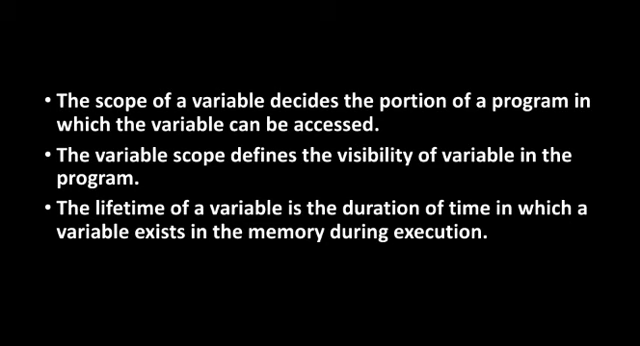 • The scope of a variable decides the portion of a program in
which the variable can be accessed.
• The variable scope defines the visibility of variable in the
program.
• The lifetime of a variable is the duration of time in which a
variable exists in the memory during execution.